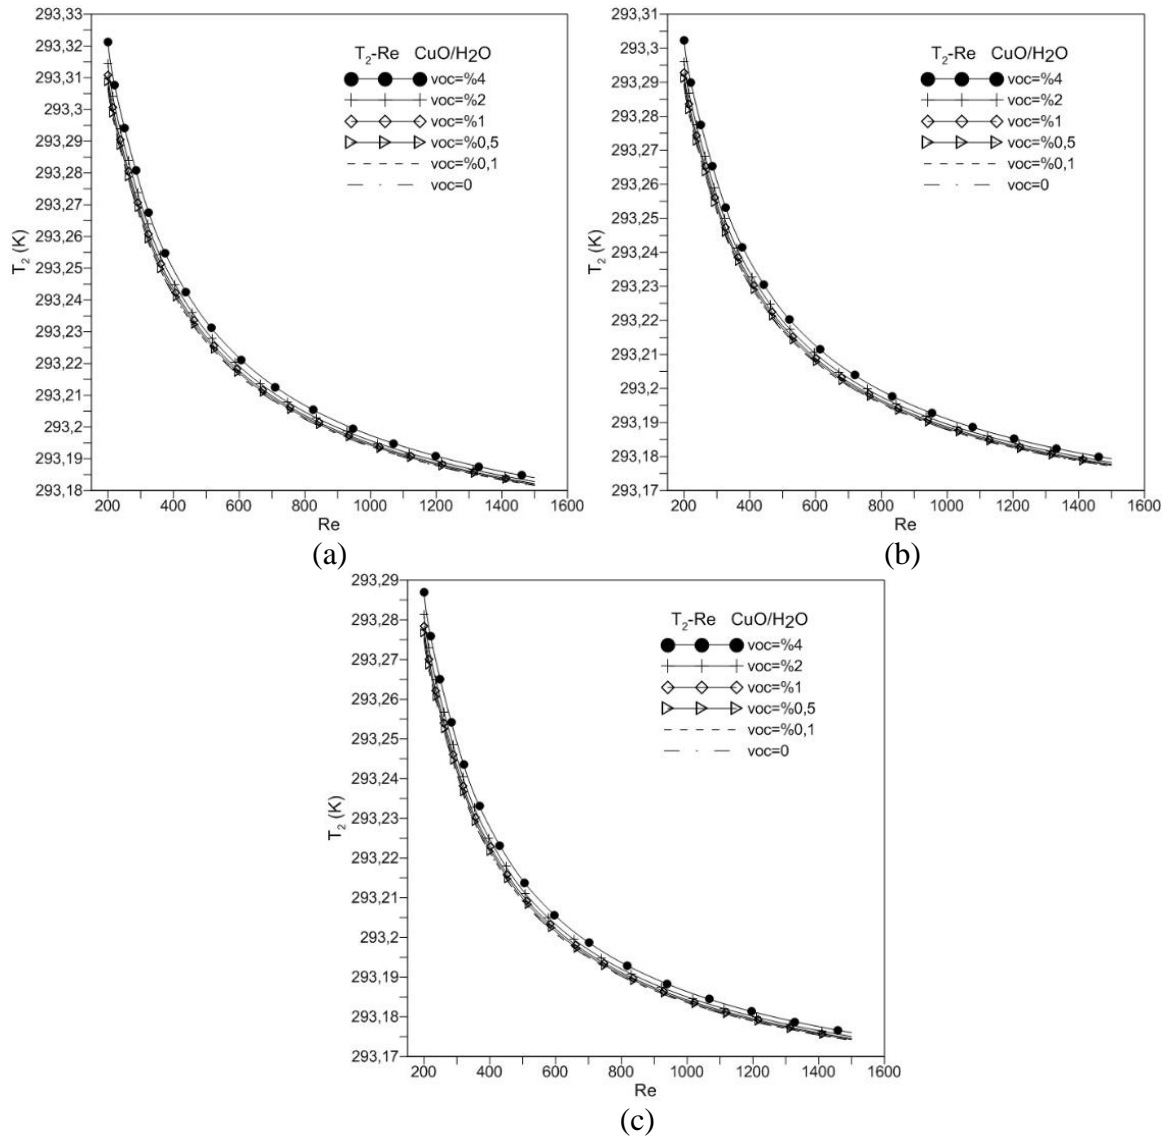 293,33
293,32
293,31
293,3
293,29
293,28
293,27
293,26
293,25
293,24
293,23
293,22
293,21
293,2
293,19
293,18
T2 (K)
T2-Re CuO/H2O
voc=%4
voc=%2
voc=%1
voc=%0,5
voc=%0,1
voc=0
200 400 600 800 1000 1200 1400 1600
Re
(a)
293,31
293,3
293,29
293,28
293,27
293,26
293,25
293,24
293,23
293,22
293,21
293,2
293,19
293,18
293,17
T2 (K)
T2-Re CuO/H2O
voc=%4
voc=%2
voc=%1
voc=%0,5
voc=%0,1
voc=0
200 400 600 800 1000 1200 1400 1600
Re
(b)
293,29
293,28
293,27
293,26
293,25
293,24
293,23
293,22
293,21
293,2
293,19
293,18
293,17
T2 (K)
T2-Re CuO/H2O
voc=%4
voc=%2
voc=%1
voc=%0,5
voc=%0,1
voc=0
200 400 600 800 1000 1200 1400 1600
Re
(c)